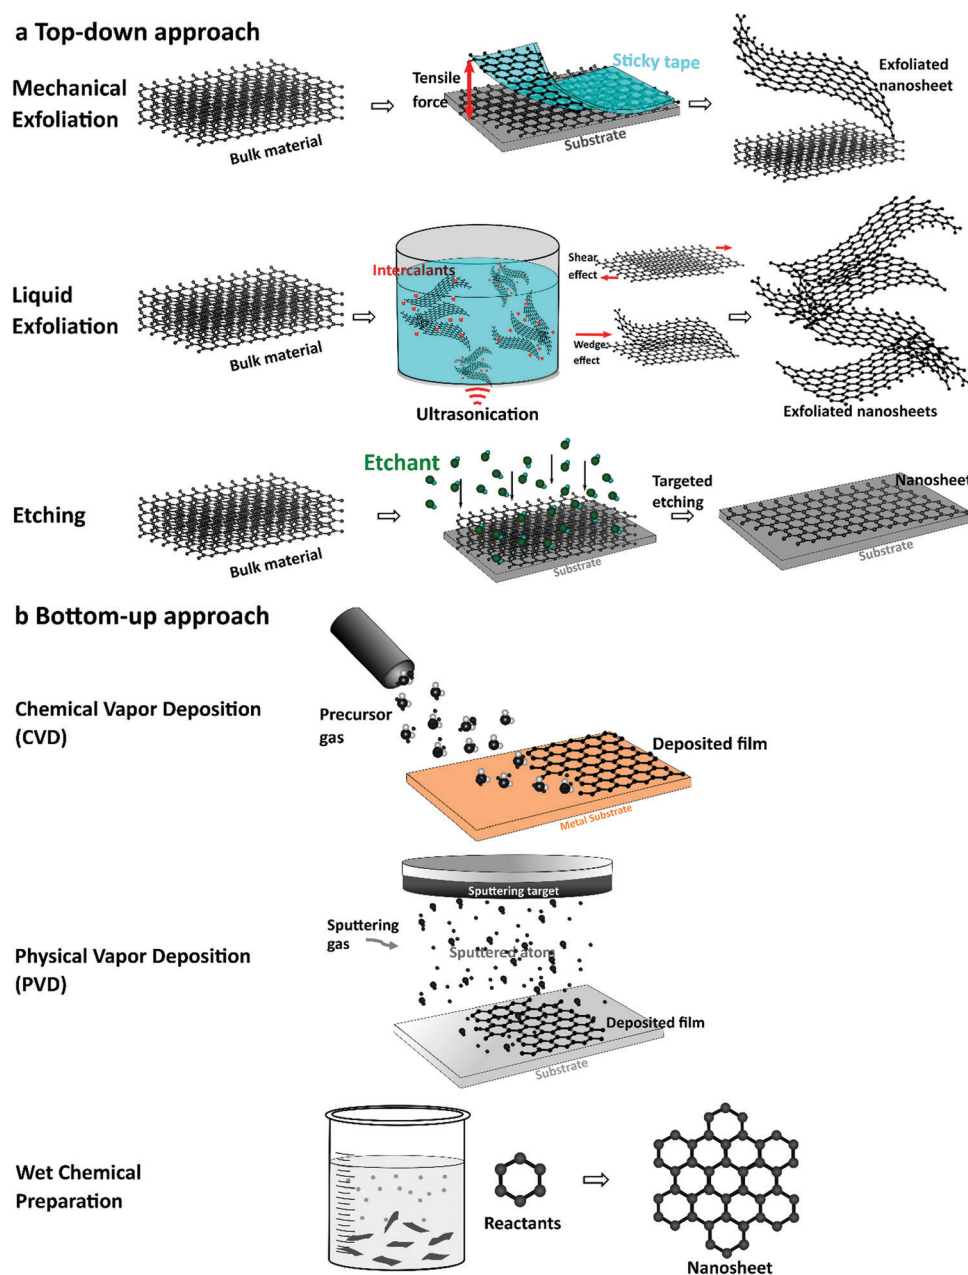 a Top-down approach
Mechanical
Exfoliation
Bulk material
Tensile
force
Sticky tape
Substrate
Exfoliated
nanosheet
Liquid
Exfoliation
Bulk material
Intercalants
Ultrasonication
Shear
effect
Wedge
effect
Exfoliated nanosheets
Etching
Bulk material
Etchant
Substrate
Targeted
etching
Nanosheet
Substrate
b Bottom-up approach
Chemical Vapor Deposition
(CVD)
Precursor
gas
Deposited film
Metal Substrate
Physical Vapor Deposition
(PVD)
Sputtering target
Sputtering
gas
Sputtered atom
Deposited film
Substrate
Wet Chemical
Preparation
Reactants
Nanosheet